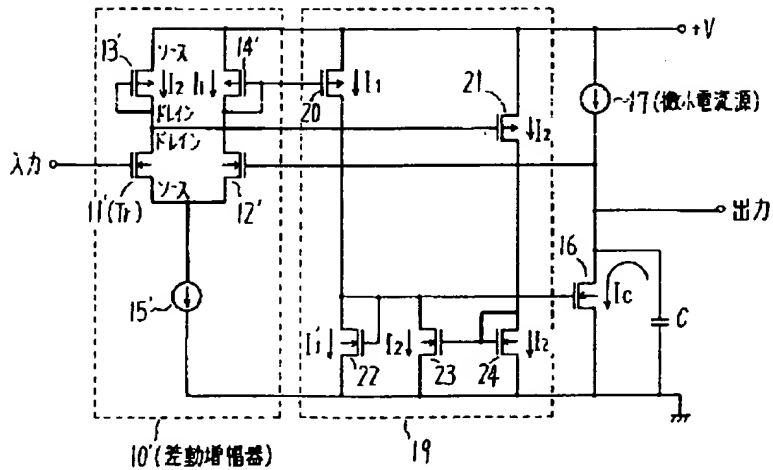 +V
13'
ソース
14'
I₂
I₁
I₁
20
21
17(微小電流源)
ドレイン
ドレイン
I₂
入力
11'(Tr)
ソース
12'
出力
16
Ic
C
15'
I₁'
22
I₂
23
24
I₂
10'(差動増幅器)
19